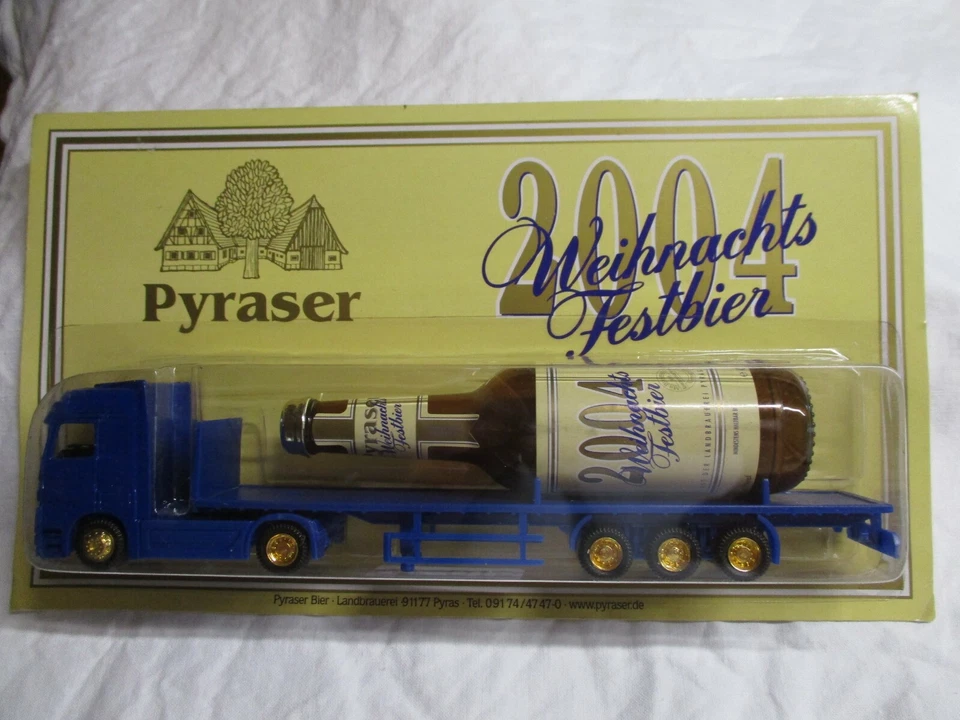 2004
Weihnachts
Festbier
Pyraser
Pyraser
Weihnachts
Festbier
2004
Weihnachts
Festbier
Pyraser Bier · Landbrauerei · 91177 Pyras · Tel. 09174/4747-0 · www.pyraser.de